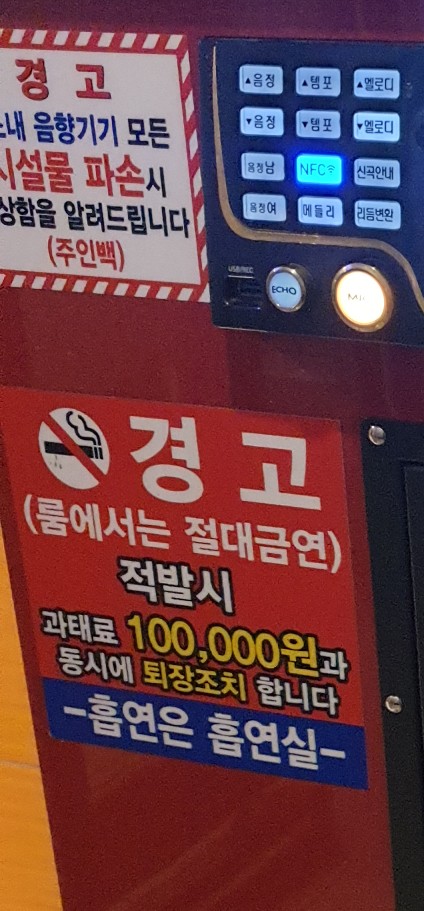 경 고
내 음향기기 모든
시설물 파손시
상함을 알려드립니다
(주인백)
▲음정 ▲템포 ▲멜로디
▼음정 ▼템포 ▼멜로디
음정남 NFC 신곡안내
음정여 메들리 리듬변환
USB/REC
ECHO
경 고
(룸에서는 절대금연)
적발시
과태료 100,000원과
동시에 퇴장조치 합니다
-흡연은 흡연실-